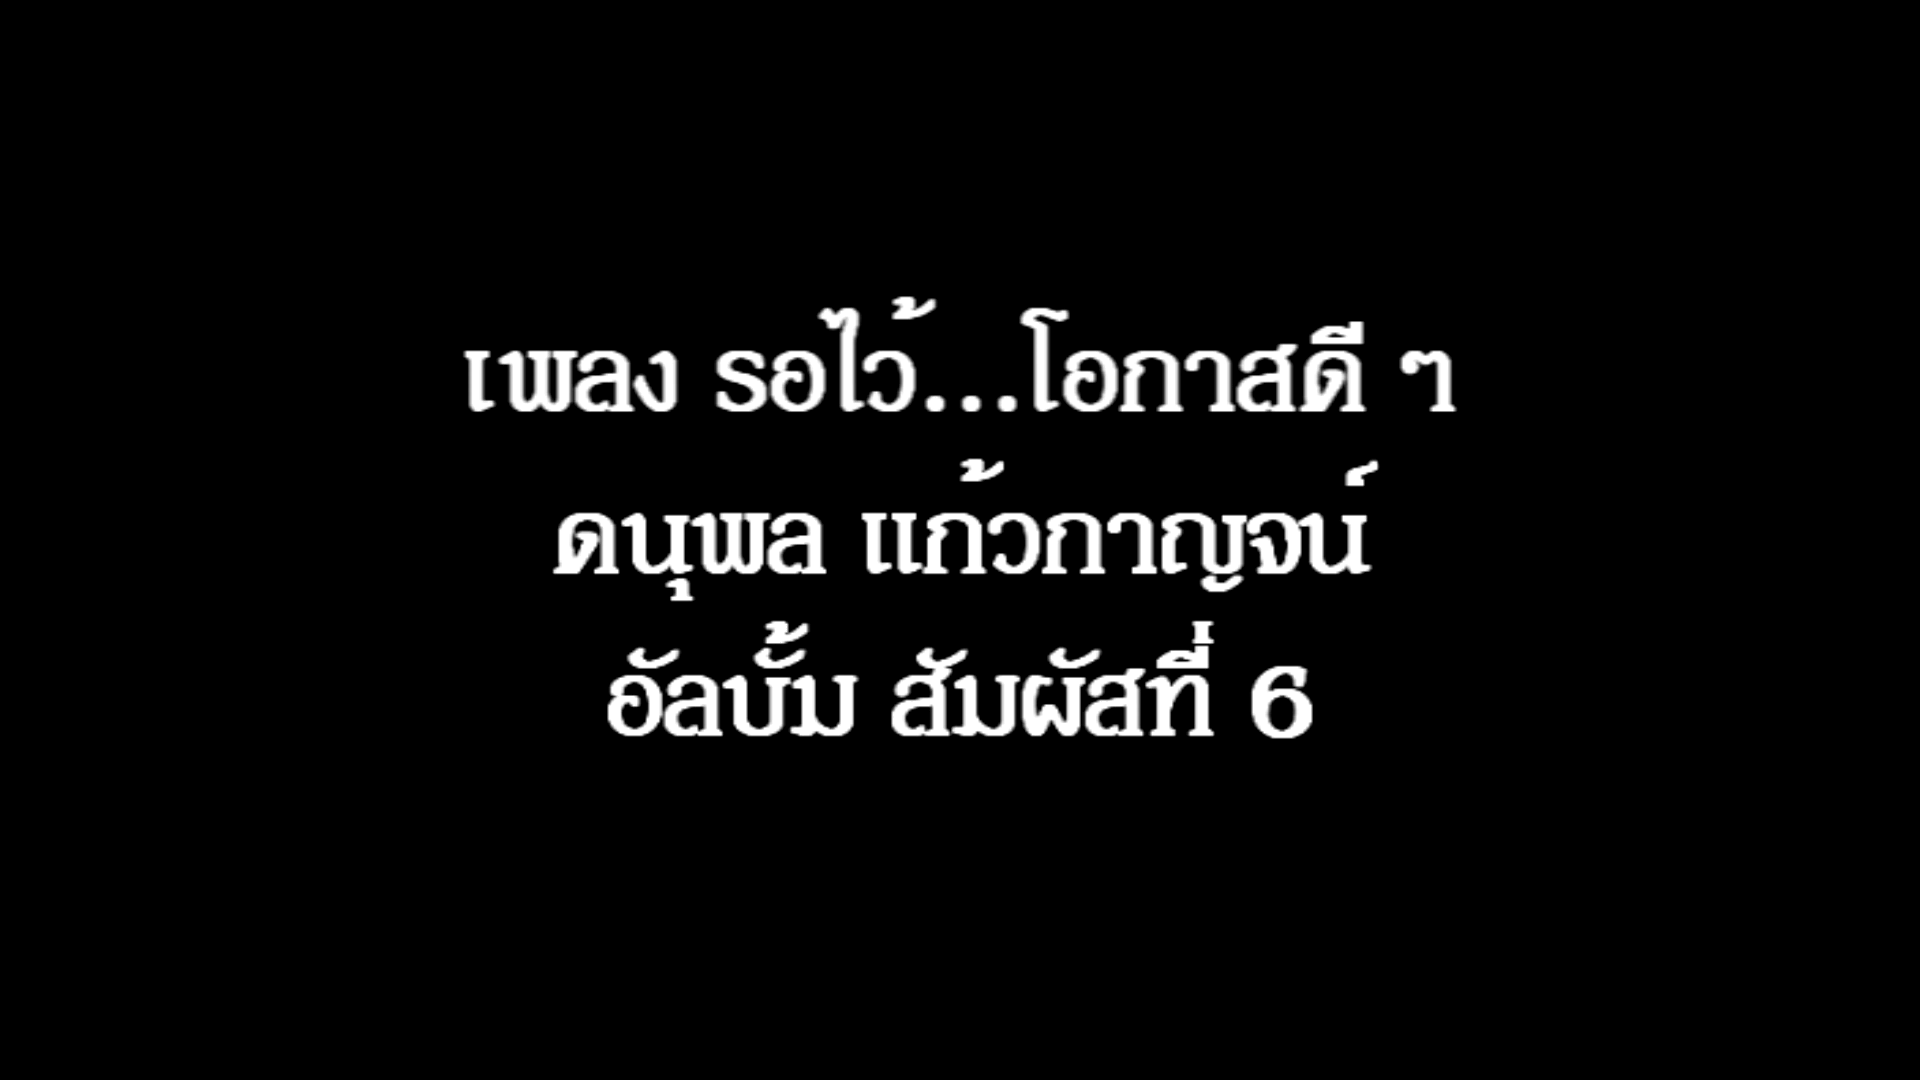 เพลง รอไว้...โอกาสดี ๆ
ดนุพล แก้วกาญจน์
อัลบั้ม สัมผัสที่ 6